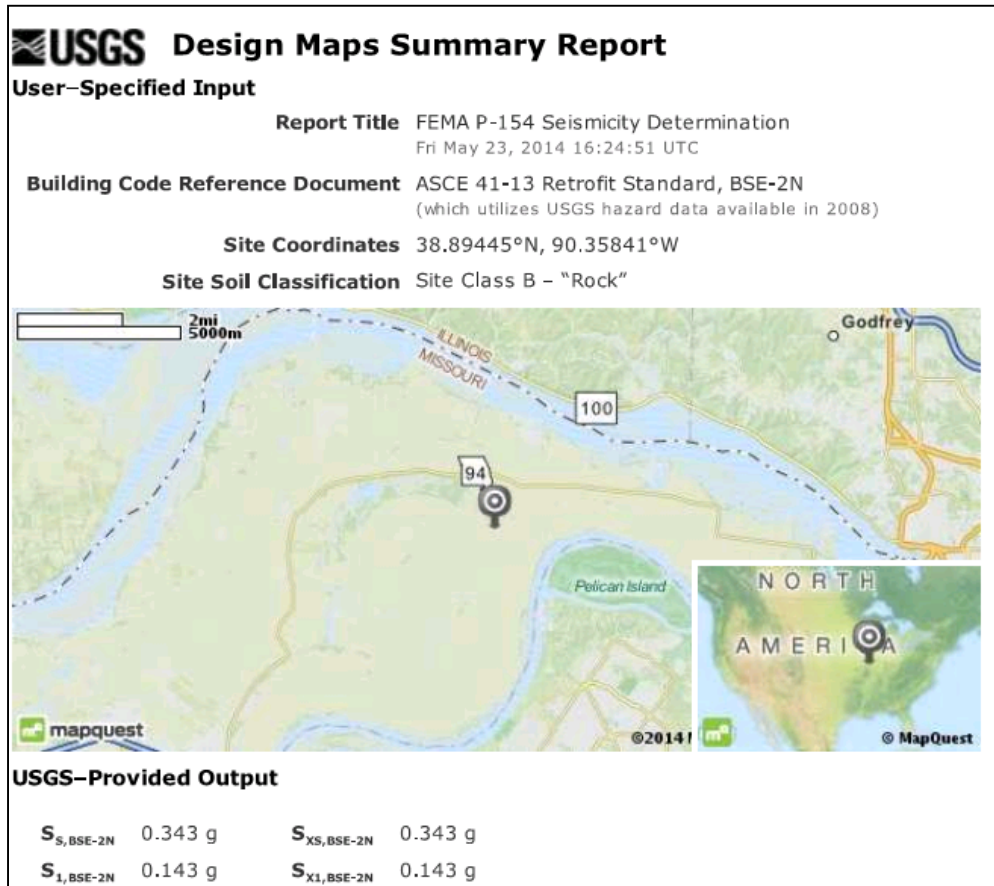 USGS Design Maps Summary Report
User–Specified Input
Report Title FEMA P-154 Seismicity Determination
Fri May 23, 2014 16:24:51 UTC
Building Code Reference Document ASCE 41-13 Retrofit Standard, BSE-2N
(which utilizes USGS hazard data available in 2008)
Site Coordinates 38.89445°N, 90.35841°W
Site Soil Classification Site Class B – “Rock”
2mi
5000m
Godfrey
ILLINOIS
MISSOURI
100
94
Pelican Island
NORTH
AMERICA
mapquest
©2014
m
© MapQuest
USGS–Provided Output
S S,BSE-2N 0.343 g S XS,BSE-2N 0.343 g
S 1,BSE-2N 0.143 g S X1,BSE-2N 0.143 g